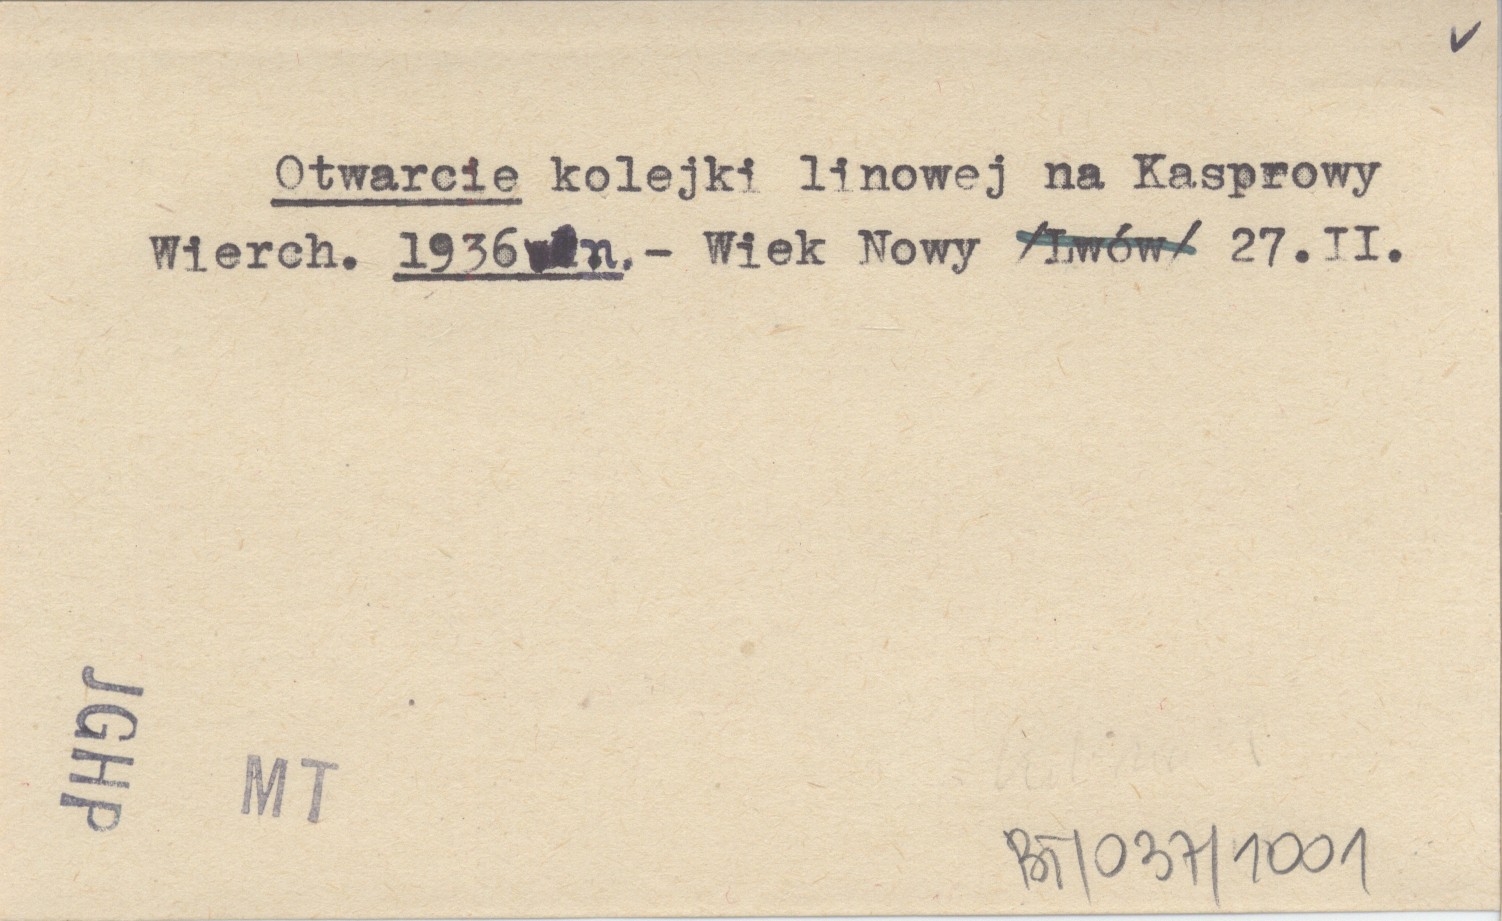 Otwarcie kolejki linowej na Kasprowy
Wierch. 1936 n.- Wiek Nowy /Lwów/ 27.II.
JGHP
MT
BT/037/1001